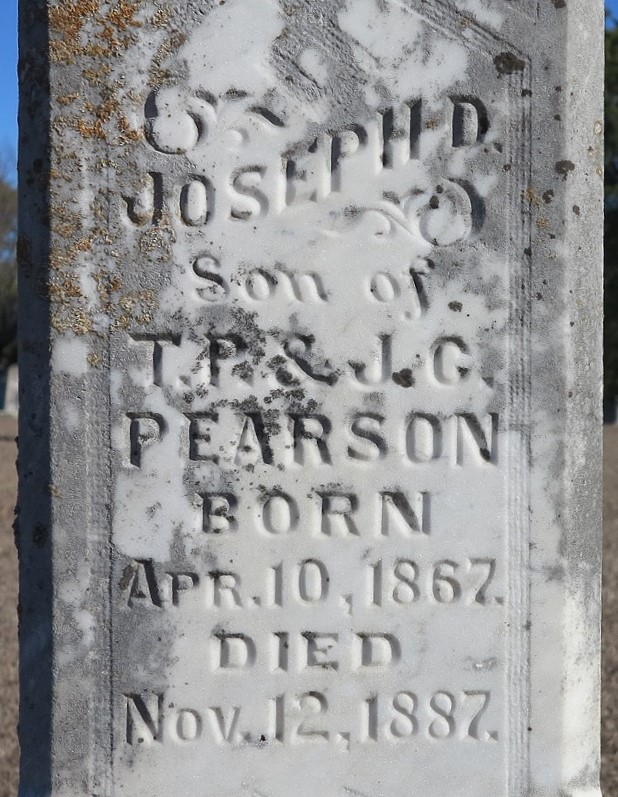 JOSEPH D.
Son of
T. P. & J. C.
PEARSON
BORN
APR. 10, 1867.
DIED
Nov. 12, 1887.